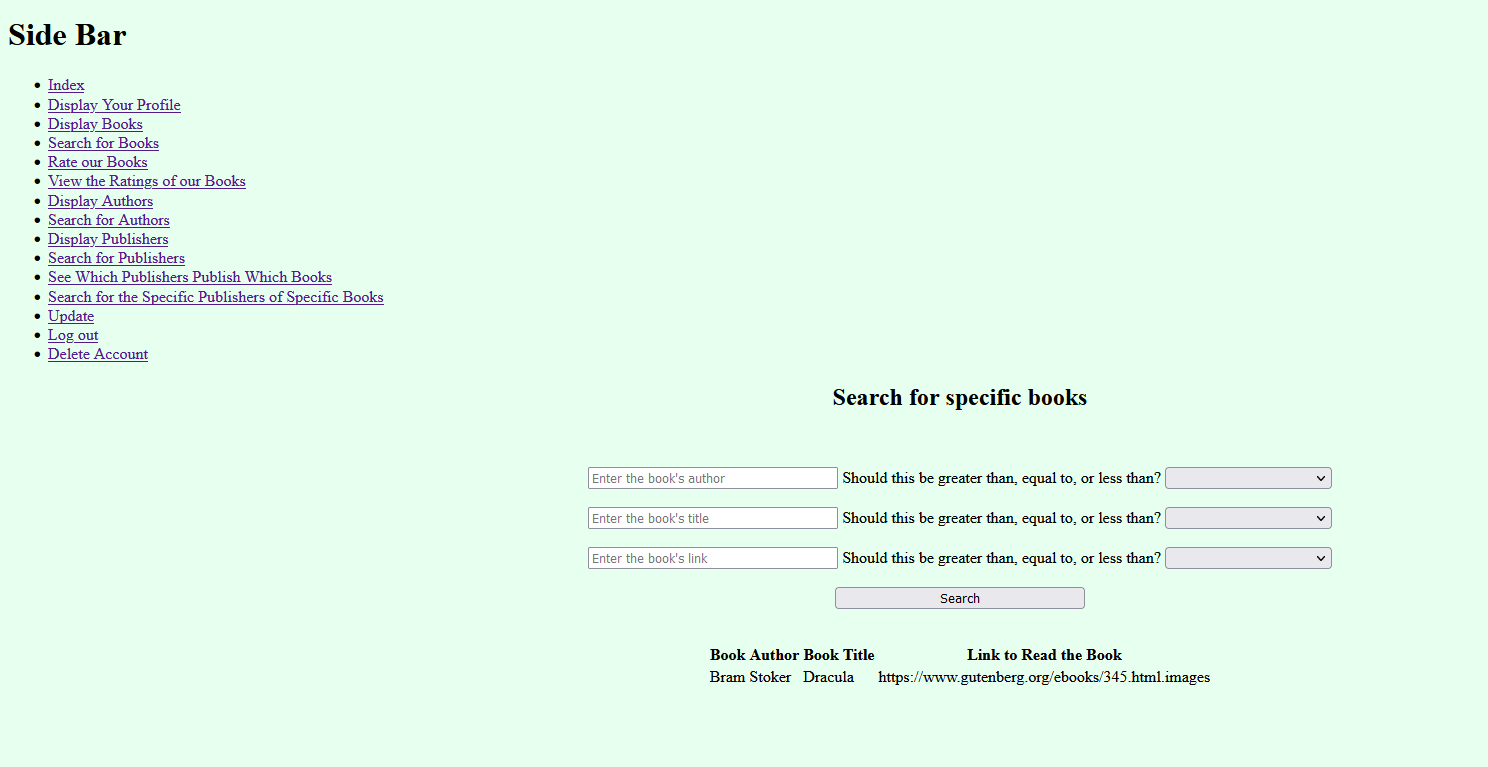 Side Bar
Index
Display Your Profile
Display Books
Search for Books
Rate our Books
View the Ratings of our Books
Display Authors
Search for Authors
Display Publishers
Search for Publishers
See Which Publishers Publish Which Books
Search for the Specific Publishers of Specific Books
Update
Log out
Delete Account
Search for specific books
Enter the book's author Should this be greater than, equal to, or less than?
Enter the book's title Should this be greater than, equal to, or less than?
Enter the book's link Should this be greater than, equal to, or less than?
Search
Book Author Book Title Link to Read the Book
Bram Stoker Dracula https://www.gutenberg.org/ebooks/345.html.images